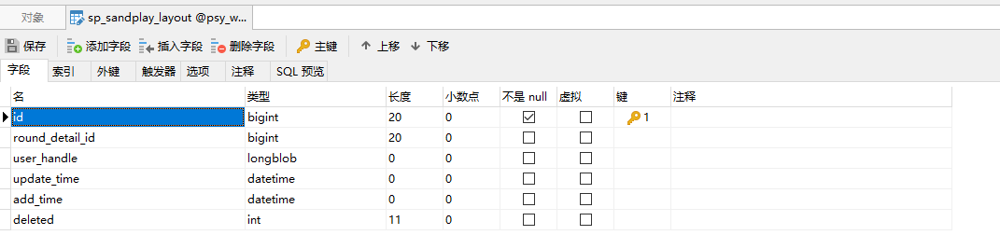 对象 sp_sandplay_layout @psy_w...
保存 添加字段 插入字段 删除字段 主键 上移 下移
字段 索引 外键 触发器 选项 注释 SQL 预览
名 类型 长度 小数点 不是 null 虚拟 键 注释
id bigint 20 0 1
round_detail_id bigint 20 0
user_handle longblob 0 0
update_time datetime 0 0
add_time datetime 0 0
deleted int 11 0